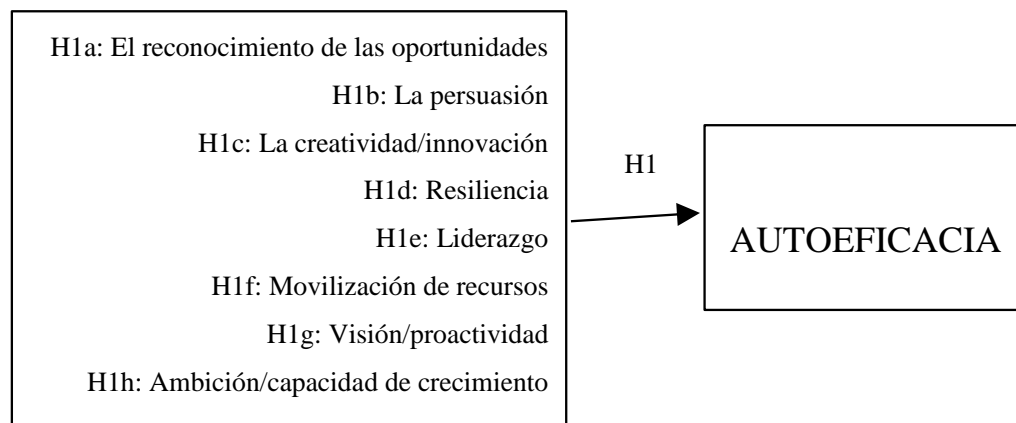 H1a: El reconocimiento de las oportunidades
H1b: La persuasión
H1c: La creatividad/innovación
H1d: Resiliencia
H1e: Liderazgo
H1f: Movilización de recursos
H1g: Visión/proactividad
H1h: Ambición/capacidad de crecimiento
H1
AUTOEFICACIA